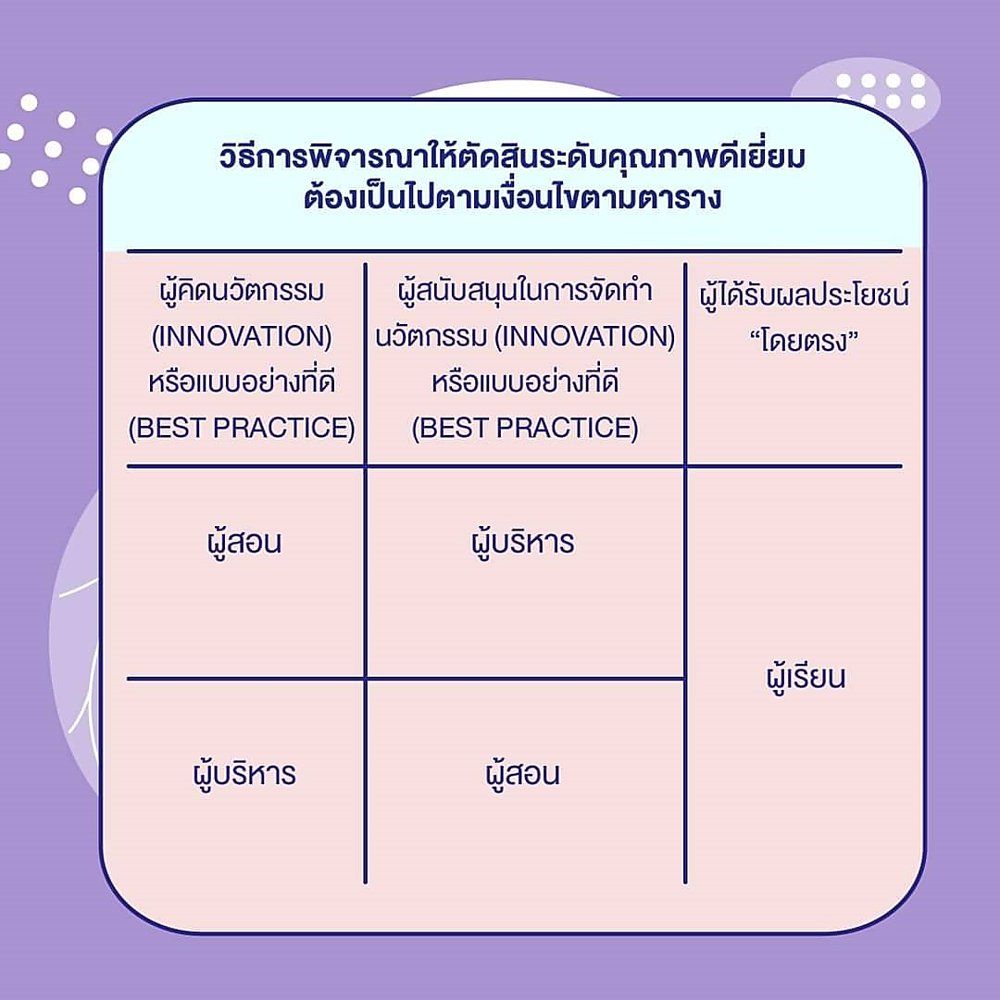 วิธีการพิจารณาให้ตัดสินระดับคุณภาพดีเยี่ยม
ต้องเป็นไปตามเงื่อนไขตามตาราง
ผู้คิดนวัตกรรม
(INNOVATION)
หรือแบบอย่างที่ดี
(BEST PRACTICE)
ผู้สนับสนุนในการจัดทำ
นวัตกรรม (INNOVATION)
หรือแบบอย่างที่ดี
(BEST PRACTICE)
ผู้ได้รับผลประโยชน์
“โดยตรง”
ผู้สอน
ผู้บริหาร
ผู้เรียน
ผู้บริหาร
ผู้สอน